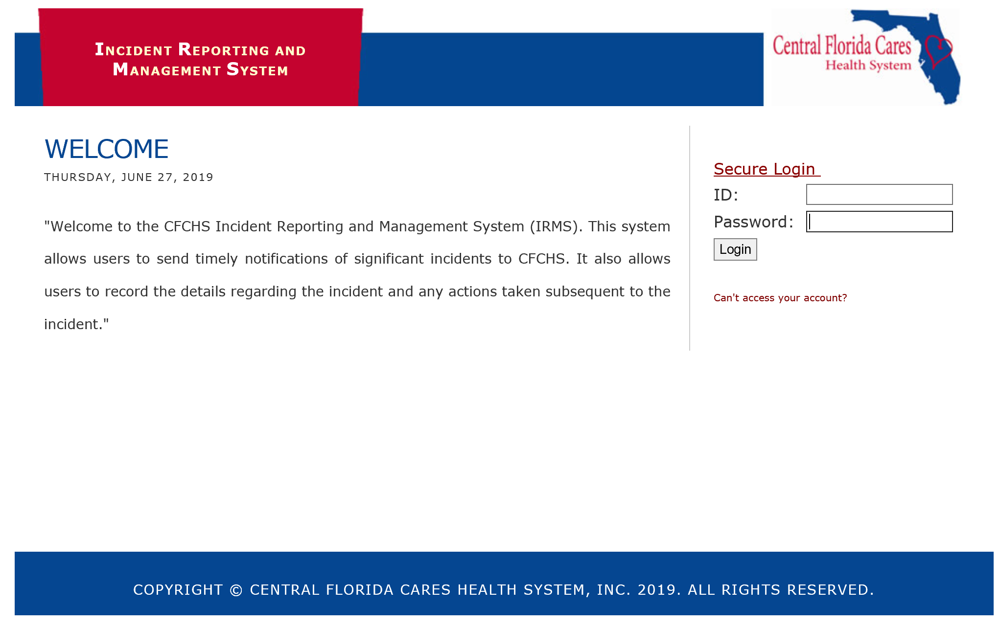 INCIDENT REPORTING AND
MANAGEMENT SYSTEM
Central Florida Cares
Health System
WELCOME
THURSDAY, JUNE 27, 2019
"Welcome to the CFCHS Incident Reporting and Management System (IRMS). This system
allows users to send timely notifications of significant incidents to CFCHS. It also allows
users to record the details regarding the incident and any actions taken subsequent to the
incident."
Secure Login
ID:
Password:
Login
Can't access your account?
COPYRIGHT © CENTRAL FLORIDA CARES HEALTH SYSTEM, INC. 2019. ALL RIGHTS RESERVED.